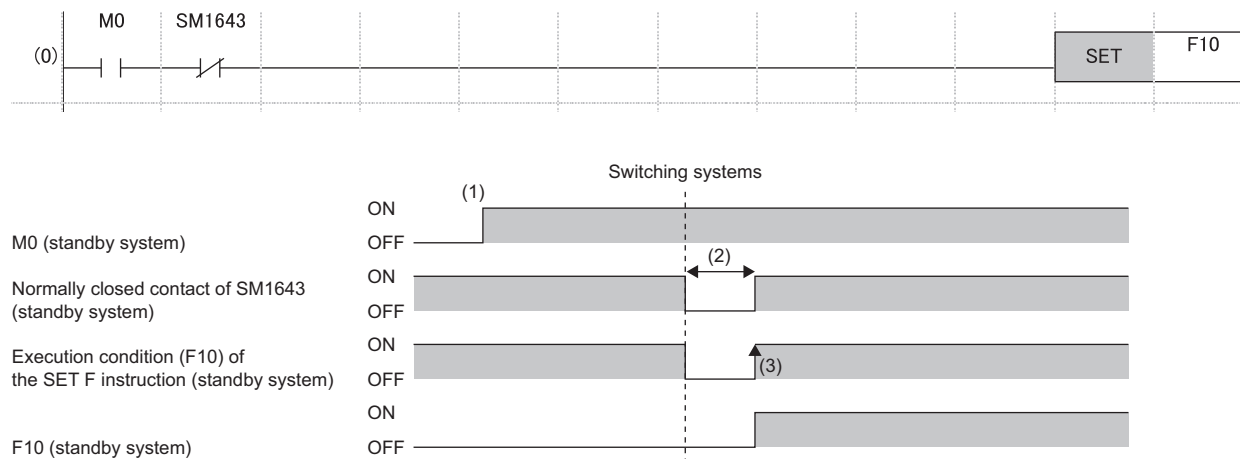 M0 SM1643
(0) SET F10
Switching systems
(1)
ON
M0 (standby system) OFF
(2)
ON
Normally closed contact of SM1643
(standby system)
OFF
ON
Execution condition (F10) of
the SET F instruction (standby system)
OFF
(3)
ON
F10 (standby system) OFF